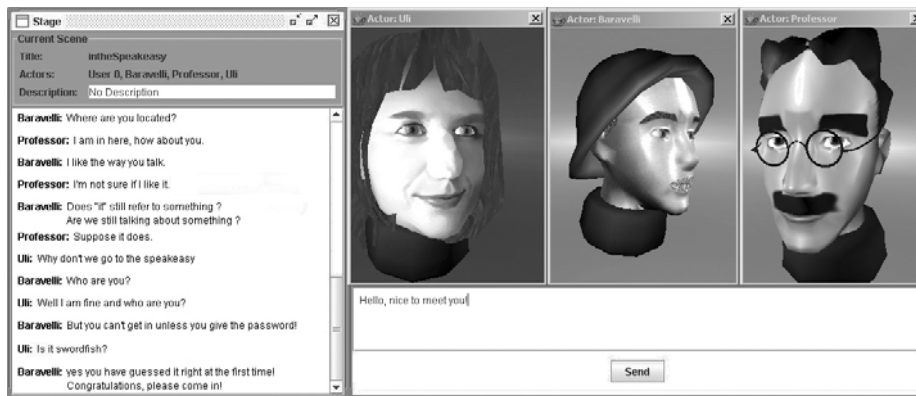 Stage
Current Scene
Title: intheSpeakeasy
Actors: User 0, Baravelli, Professor, Uli
Description: No Description
Baravelli: Where are you located?
Professor: I am in here, how about you.
Baravelli: I like the way you talk.
Professor: I'm not sure if I like it.
Baravelli: Does "it" still refer to something ?
Are we still talking about something ?
Professor: Suppose it does.
Uli: Why don't we go to the speakeasy
Baravelli: Who are you?
Uli: Well I am fine and who are you?
Baravelli: But you can't get in unless you give the password!
Uli: Is it swordfish?
Baravelli: yes you have guessed it right at the first time!
Congratulations, please come in!
Actor: Uli
Actor: Baravelli
Actor: Professor
Hello, nice to meet you!
Send